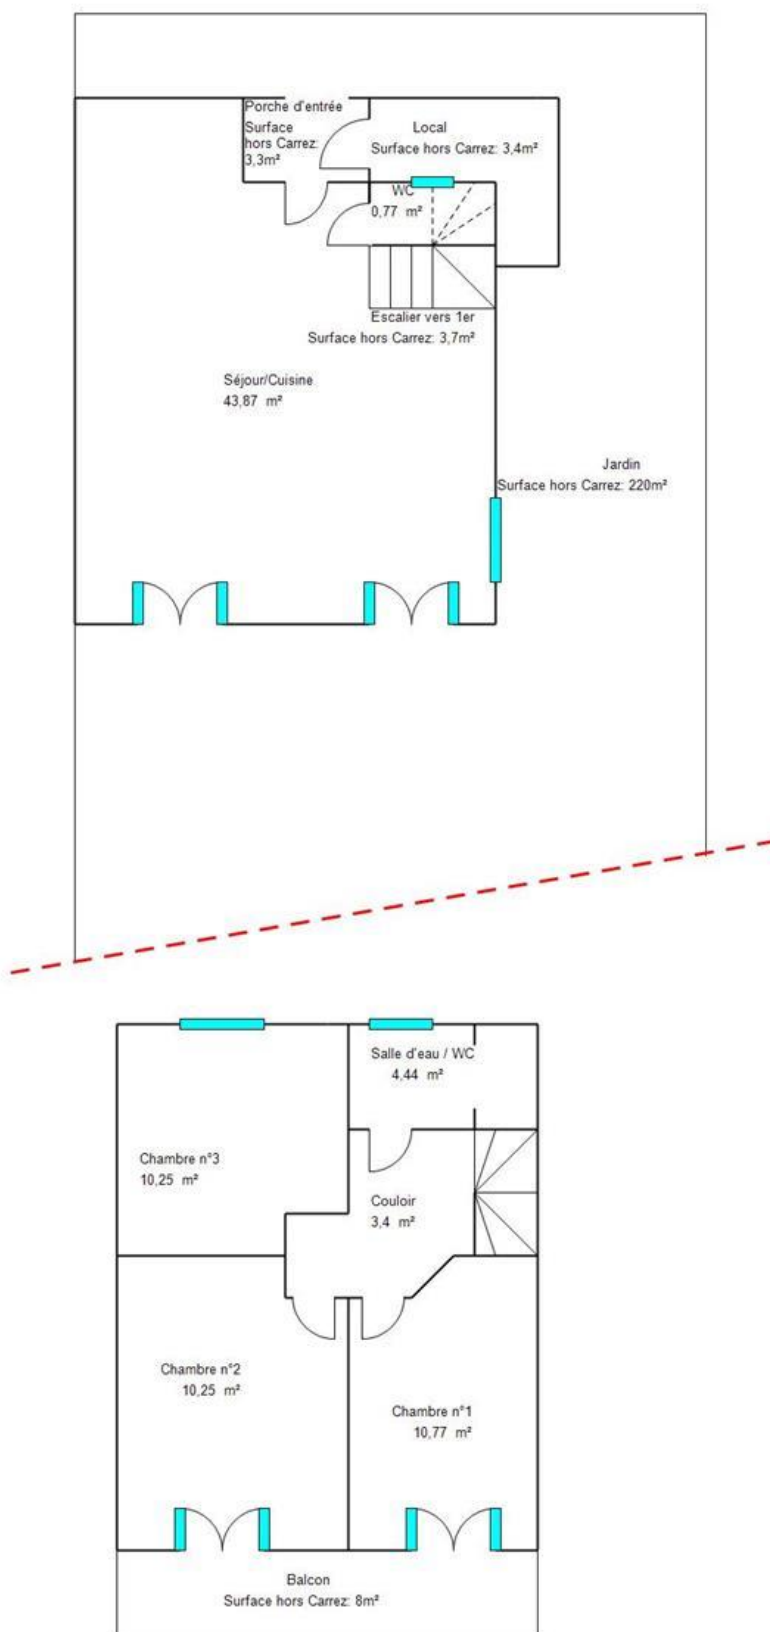 Porche d'entrée
Surface
hors Carrez:
3,3m²
Local
Surface hors Carrez: 3,4m²
WC
0,77 m²
Escalier vers 1er
Surface hors Carrez: 3,7m²
Séjour/Cuisine
43,87 m²
Jardin
Surface hors Carrez: 220m²
Salle d'eau / WC
4,44 m²
Chambre n°3
10,25 m²
Couloir
3,4 m²
Chambre n°2
10,25 m²
Chambre n°1
10,77 m²
Balcon
Surface hors Carrez: 8m²